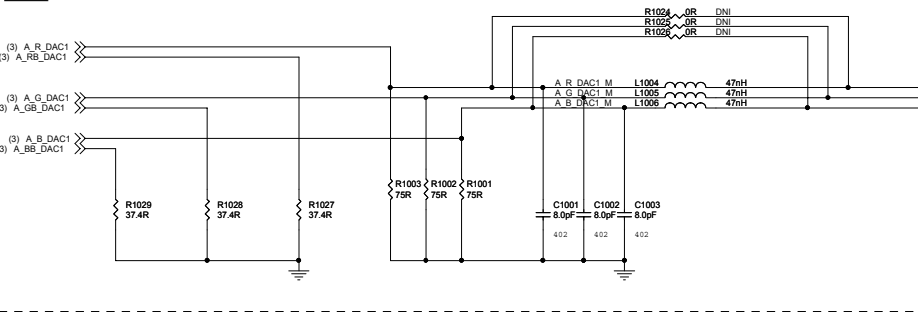 R1024 0R DNI
R1025 0R DNI
R1026 0R DNI
(3) A_R_DAC1
(3) A_RB_DAC1
A_R_DAC1_M L1004 47nH
(3) A_G_DAC1
A_G_DAC1_M L1005 47nH
(3) A_GB_DAC1
A_B_DAC1_M L1006 47nH
(3) A_B_DAC1
(3) A_BB_DAC1
R1003 R1002 R1001
75R 75R 75R
R1029 R1028 R1027 C1001 C1002 C1003
37.4R 37.4R 37.4R 8.0pF 8.0pF 8.0pF
402 402 402